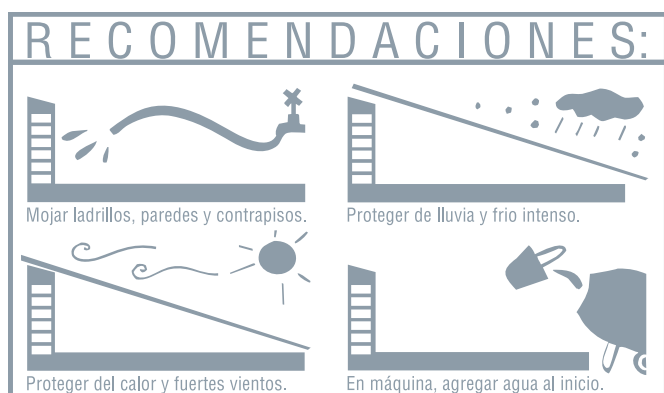 RECOMENDACIONES:
Mojar ladrillos, paredes y contrapisos.
Proteger de lluvia y frio intenso.
Proteger del calor y fuertes vientos.
En máquina, agregar agua al inicio.